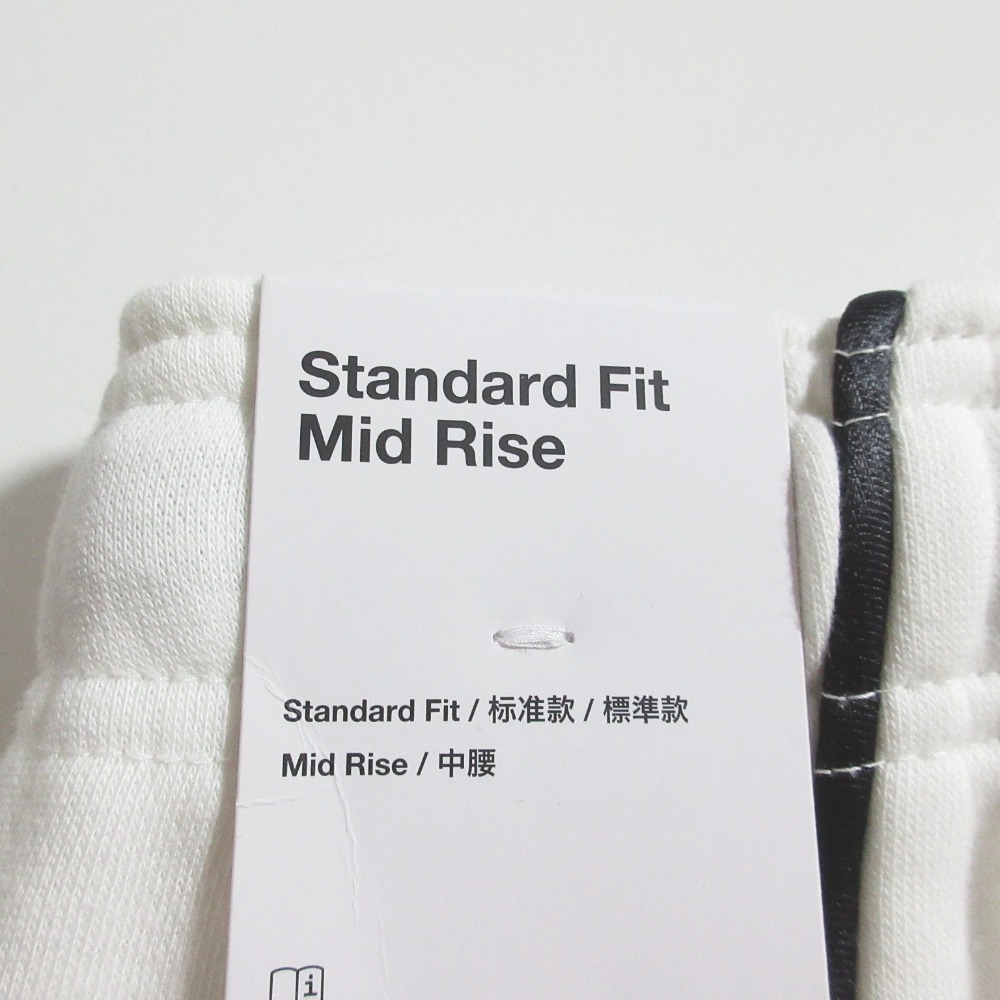 Standard Fit
Mid Rise
Standard Fit / 标准款 / 標準款
Mid Rise / 中腰
i